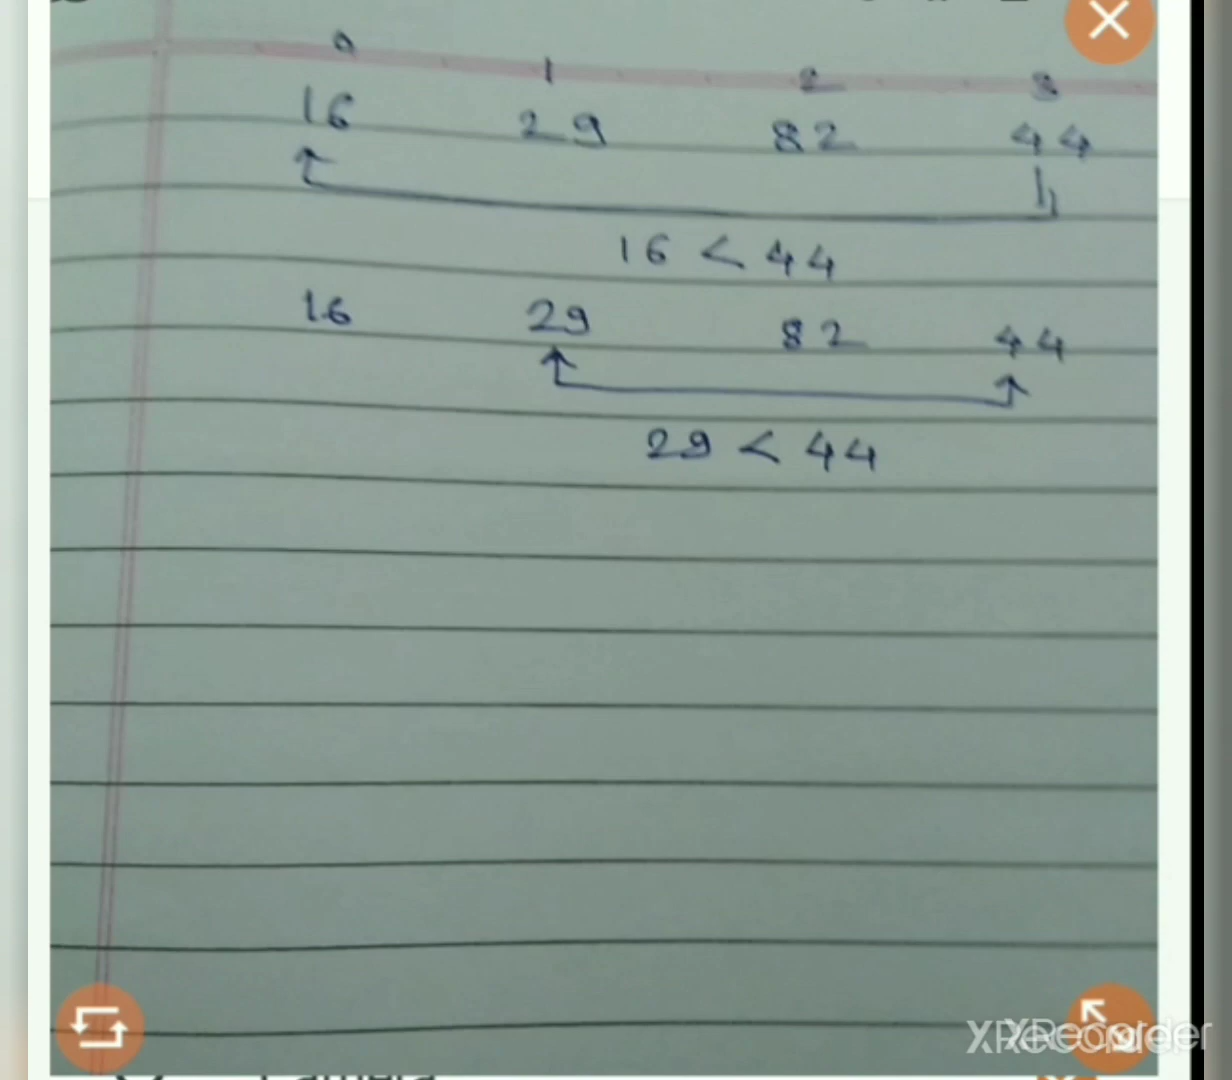 0 1 2 3
16 29 82 44
16 < 44
16 29 82 44
29 < 44
XRecorder